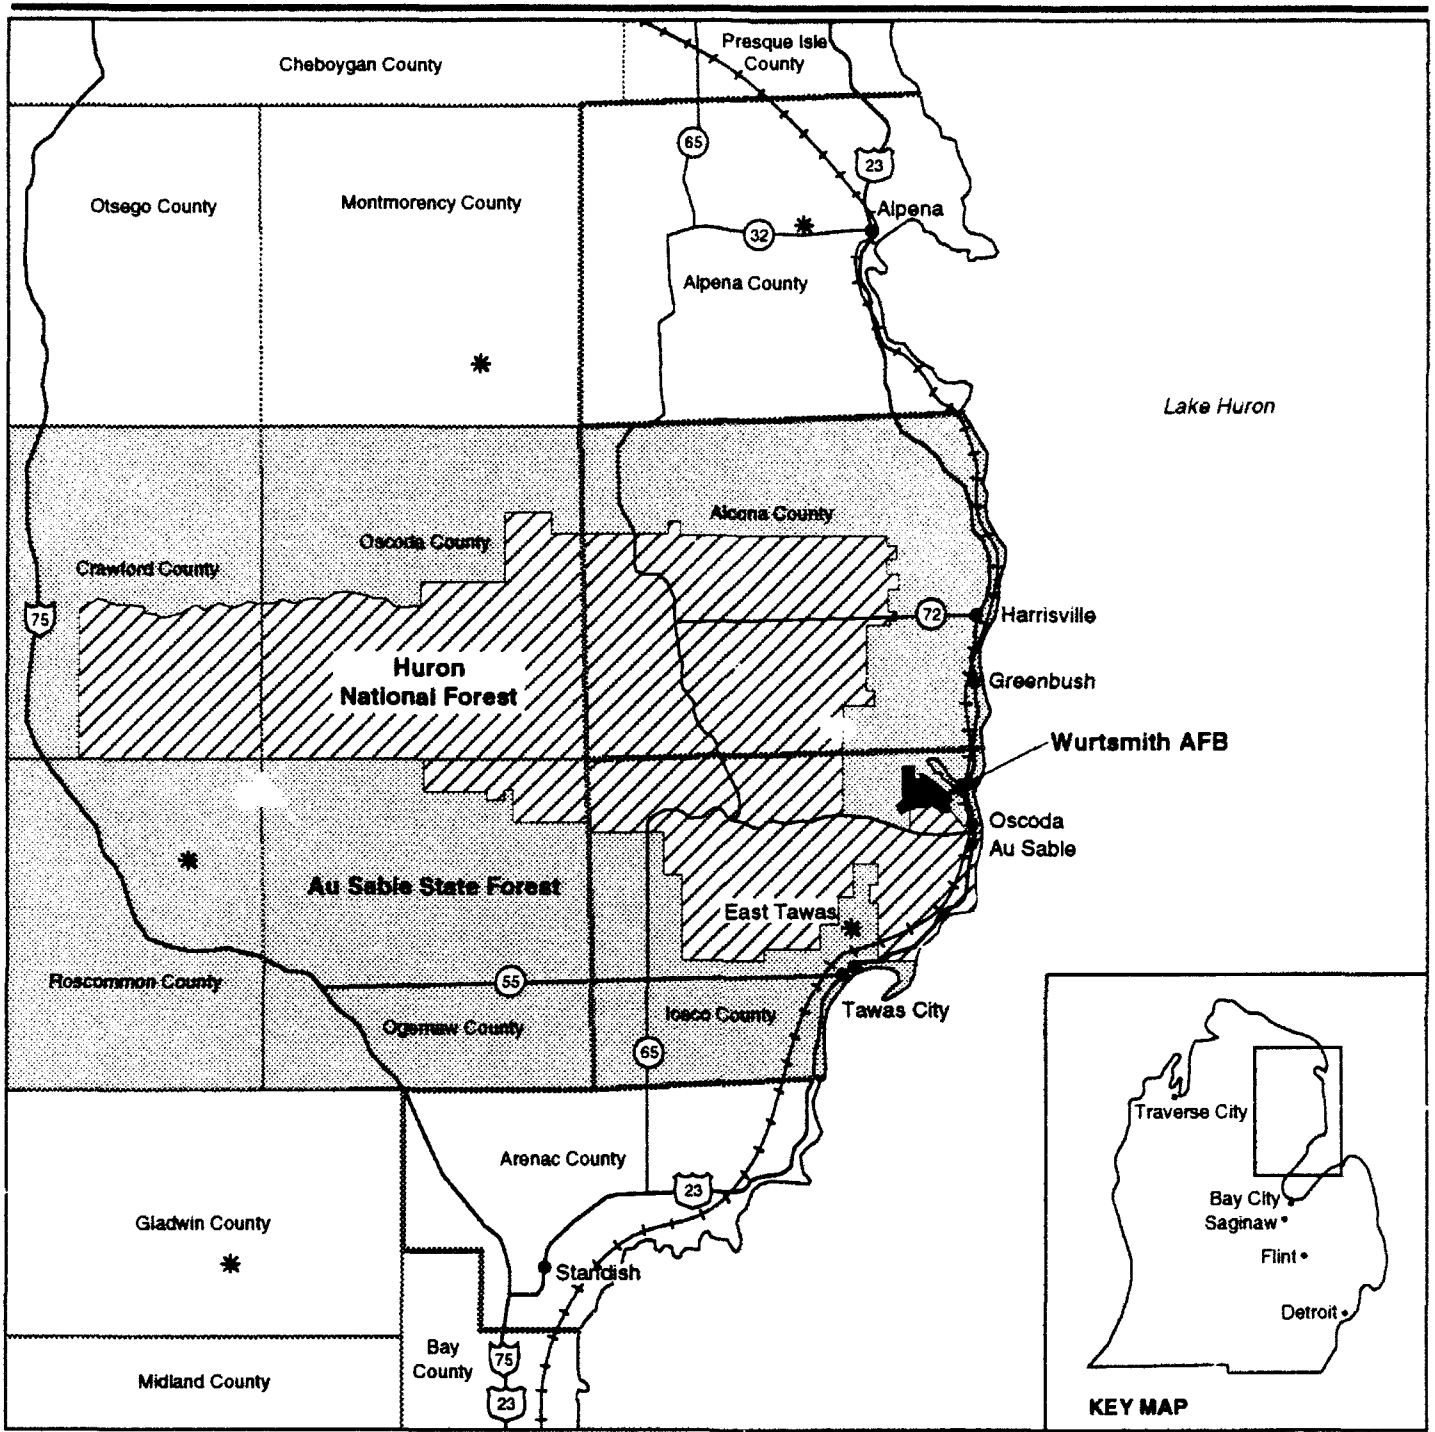 Cheboygan County
Presque Isle
County
65
23
Otsego County
Montmorency County
Alpena
32
Alpena County
Lake Huron
Alcona County
Oscoda County
Crawford County
75
72
Harrisville
Huron
National Forest
Greenbush
Wurtsmith AFB
Oscoda
Au Sable
Au Sable State Forest
East Tawas
Roscommon County
55
Iosco County
Tawas City
Ogemaw County
65
Traverse City
Arenac County
23
Bay City
Saginaw
Gladwin County
Flint
Standish
Detroit
Bay
County
75
Midland County
23
KEY MAP